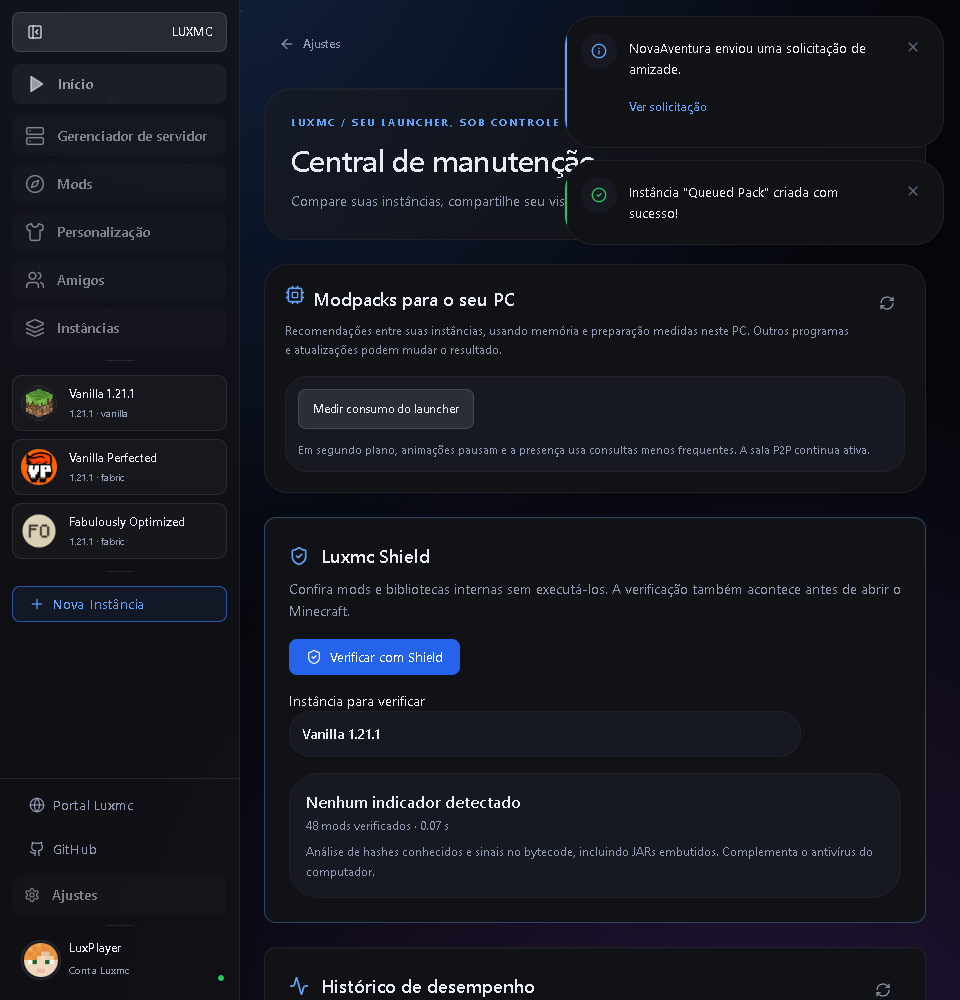 LUXMC
Início
Gerenciador de servidor
Mods
Personalização
Amigos
Instâncias
Vanilla 1.21.1
1.21.1 · vanilla
Vanilla Perfected
1.21.1 · fabric
Fabulously Optimized
1.21.1 · fabric
Nova Instância
Portal Luxmc
GitHub
Ajustes
LuxPlayer
Conta Luxmc
Ajustes
LUXMC / SEU LAUNCHER, SOB CONTROLE
Central de manutenção
Compare suas instâncias, compartilhe seu
NovaAventura enviou uma solicitação de
amizade.
Ver solicitação
Instância "Queued Pack" criada com
sucesso!
Modpacks para o seu PC
Recomendações entre suas instâncias, usando memória e preparação medidas neste PC. Outros programas
e atualizações podem mudar o resultado.
Medir consumo do launcher
Em segundo plano, animações pausam e a presença usa consultas menos frequentes. A sala P2P continua ativa.
Luxmc Shield
Confira mods e bibliotecas internas sem executá-los. A verificação também acontece antes de abrir o
Minecraft.
Verificar com Shield
Instância para verificar
Vanilla 1.21.1
Nenhum indicador detectado
48 mods verificados · 0.07 s
Análise de hashes conhecidos e sinais no bytecode, incluindo JARs embutidos. Complementa o antivírus do
computador.
Histórico de desempenho